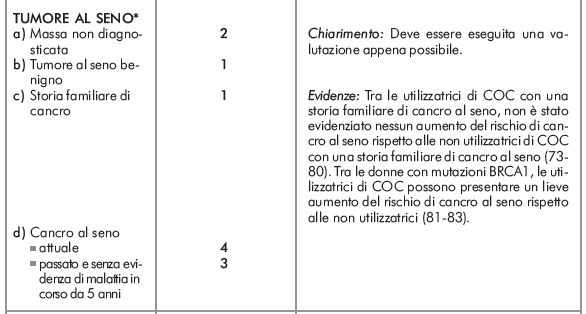 TUMORE AL SENO*
a) Massa non diagno-
sticata
2
Chiarimento: Deve essere eseguita una va-
lutazione appena possibile.
b) Tumore al seno be-
nigno
1
c) Storia familiare di
cancro
1
Evidenze: Tra le utilizzatrici di COC con una
storia familiare di cancro al seno, non è stato
evidenziato nessun aumento del rischio di can-
cro al seno rispetto alle non utilizzatrici di COC
con una storia familiare di cancro al seno (73-
80). Tra le donne con mutazioni BRCA1, le uti-
lizzatrici di COC possono presentare un lieve
aumento del rischio di cancro al seno rispetto
alle non utilizzatrici (81-83).
d) Cancro al seno
▪ attuale
4
▪ passato e senza evi-
denza di malattia in
corso da 5 anni
3